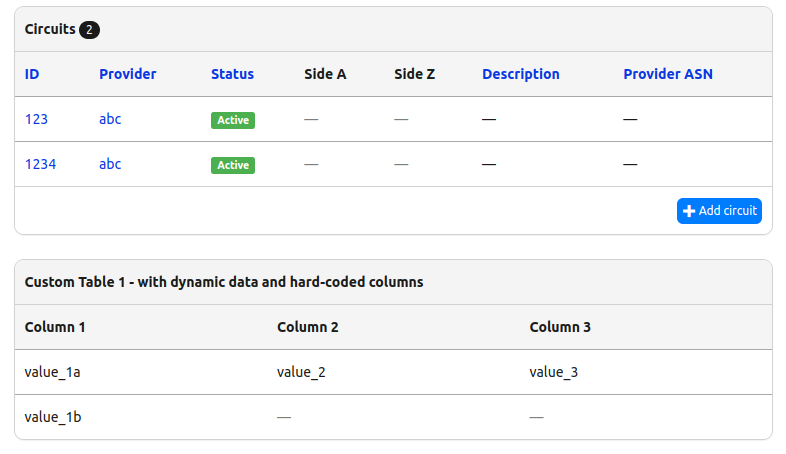 Circuits 2
ID Provider Status Side A Side Z Description Provider ASN
123 abc Active — — — —
1234 abc Active — — — —
Add circuit
Custom Table 1 - with dynamic data and hard-coded columns
Column 1 Column 2 Column 3
value_1a value_2 value_3
value_1b — —